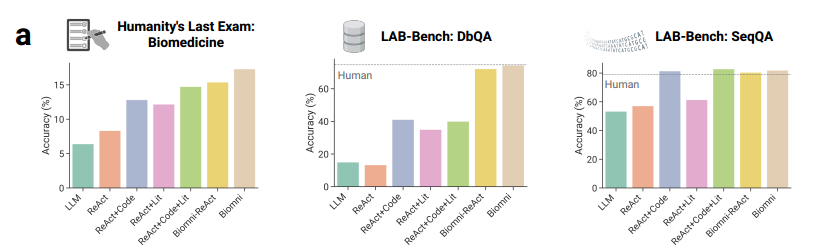 a
Humanity's Last Exam:
Biomedicine
Accuracy (%)
15
10
5
0
LLM
ReAct
ReAct+Code
ReAct+Lit
ReAct+Code+Lit
Biomni-ReAct
Biomni
LAB-Bench: DbQA
Human
Accuracy (%)
60
40
20
0
LLM
ReAct
ReAct+Code
ReAct+Lit
ReAct+Code+Lit
Biomni-ReAct
Biomni
LAB-Bench: SeqQA
Human
Accuracy (%)
80
60
40
20
0
LLM
ReAct
ReAct+Code
ReAct+Lit
ReAct+Code+Lit
Biomni-ReAct
Biomni